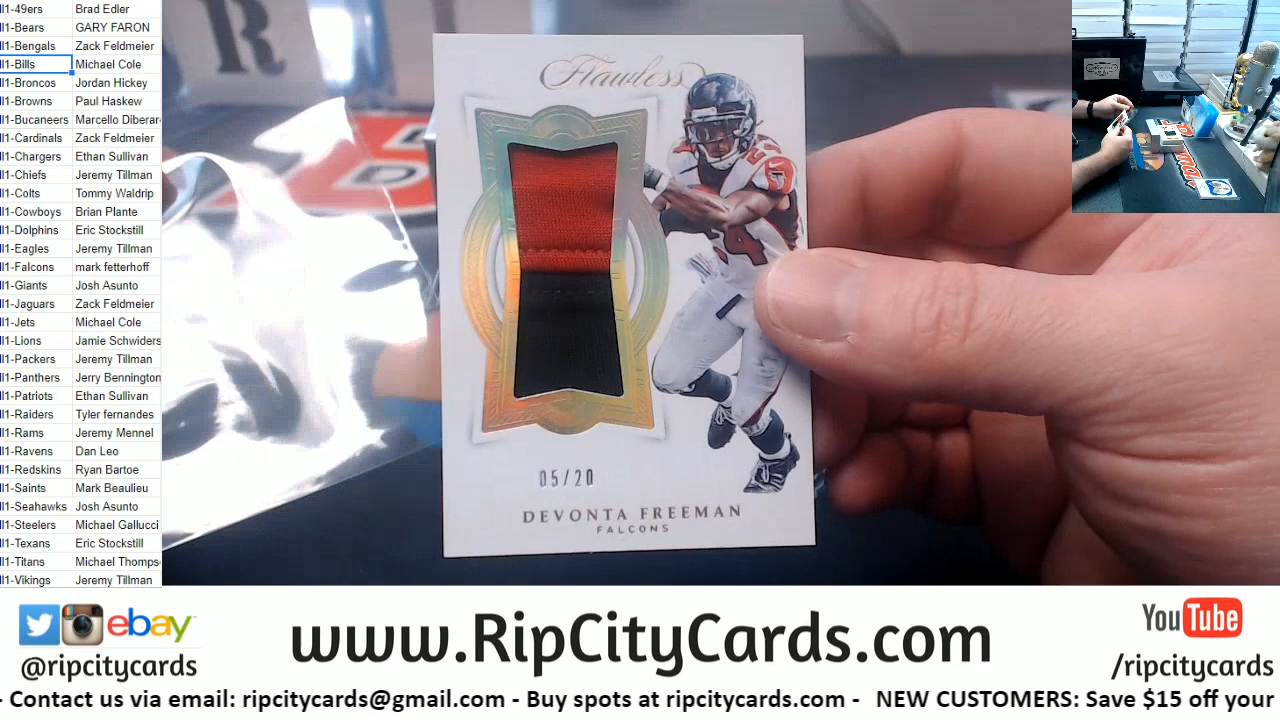 ll1-49ers Brad Edler
ll1-Bears GARY FARON
ll1-Bengals Zack Feldmeier
ll1-Bills Michael Cole
ll1-Broncos Jordan Hickey
ll1-Browns Paul Haskew
ll1-Bucaneers Marcello Diberar
ll1-Cardinals Zack Feldmeier
ll1-Chargers Ethan Sullivan
ll1-Chiefs Jeremy Tillman
ll1-Colts Tommy Waldrip
ll1-Cowboys Brian Plante
ll1-Dolphins Eric Stockstill
ll1-Eagles Jeremy Tillman
ll1-Falcons mark fetterhoff
ll1-Giants Josh Asunto
ll1-Jaguars Zack Feldmeier
ll1-Jets Michael Cole
ll1-Lions Jamie Schwiders
ll1-Packers Jeremy Tillman
ll1-Panthers Jerry Bennington
ll1-Patriots Ethan Sullivan
ll1-Raiders Tyler fernandes
ll1-Rams Jeremy Mennel
ll1-Ravens Dan Leo
ll1-Redskins Ryan Bartoe
ll1-Saints Mark Beaulieu
ll1-Seahawks Josh Asunto
ll1-Steelers Michael Gallucci
ll1-Texans Eric Stockstill
ll1-Titans Michael Thomps
ll1-Vikings Jeremy Tillman
R
Flawless
24
05/20
DEVONTA FREEMAN
FALCONS
ebay
@ripcitycards
www.RipCityCards.com
YouTube
/ripcitycards
- Contact us via email: ripcitycards@gmail.com - Buy spots at ripcitycards.com - NEW CUSTOMERS: Save $15 off your